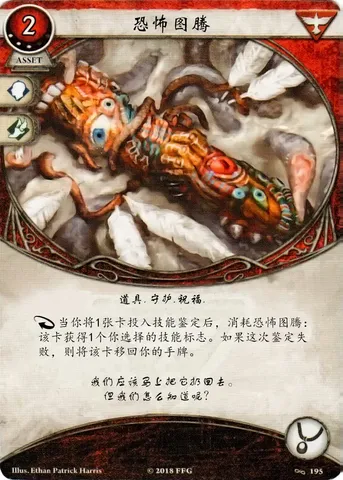 2
恐怖图腾
ASSET
道具．守护．祝福．
当你将1张卡投入技能鉴定后，消耗恐怖图腾：
该卡获得1个你选择的技能标志。如果这次鉴定失
败，则将该卡移回你的手牌。
我们应该马上把它扔回去。
但我们怎么知道呢？
Illus. Ethan Patrick Harris
© 2018 FFG
195